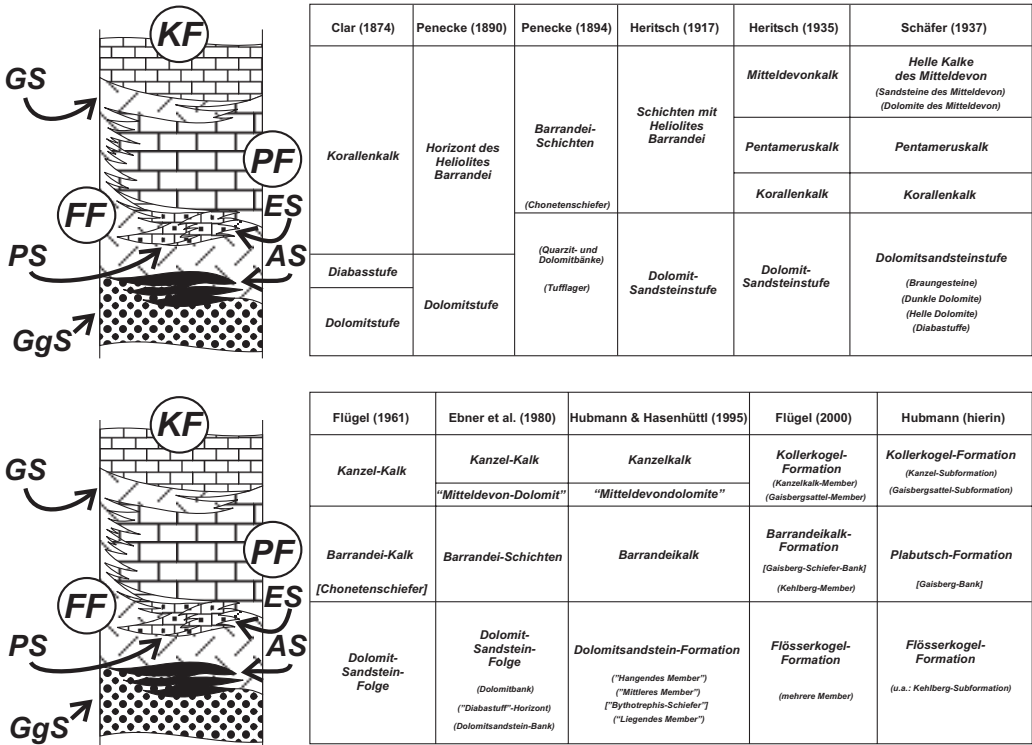 KF
GS
PF
FF
ES
PS
AS
GgS
Clar (1874)
Penecke (1890)
Penecke (1894)
Heritsch (1917)
Heritsch (1935)
Schäfer (1937)
Korallenkalk
Diabasstufe
Dolomitstufe
Horizont des
Heliolites
Barrandei
Dolomitstufe
Barrandei-
Schichten
(Chonetenschiefer)
(Quarzit- und
Dolomitbänke)
(Tufflager)
Schichten mit
Heliolites
Barrandei
Dolomit-
Sandsteinstufe
Mitteldevonkalk
Pentameruskalk
Korallenkalk
Dolomit-
Sandsteinstufe
Helle Kalke
des Mitteldevon
(Sandsteine des Mitteldevon)
(Dolomite des Mitteldevon)
Pentameruskalk
Korallenkalk
Dolomitsandsteinstufe
(Braungesteine)
(Dunkle Dolomite)
(Helle Dolomite)
(Diabastuffe)
KF
GS
PF
FF
ES
PS
AS
GgS
Flügel (1961)
Ebner et al. (1980)
Hubmann & Hasenhüttl (1995)
Flügel (2000)
Hubmann (hierin)
Kanzel-Kalk
Barrandei-Kalk
[Chonetenschiefer]
Dolomit-
Sandstein-
Folge
Kanzel-Kalk
“Mitteldevon-Dolomit”
Barrandei-Schichten
Dolomit-
Sandstein-
Folge
(Dolomitbank)
("Diabastuff"-Horizont)
(Dolomitsandstein-Bank)
Kanzelkalk
“Mitteldevondolomite”
Barrandeikalk
Dolomitsandstein-Formation
("Hangendes Member")
("Mittleres Member")
["Bythotrephis-Schiefer"]
("Liegendes Member")
Kollerkogel-
Formation
(Kanzelkalk-Member)
(Gaisbergsattel-Member)
Barrandeikalk-
Formation
[Gaisberg-Schiefer-Bank]
(Kehlberg-Member)
Flösserkogel-
Formation
(mehrere Member)
Kollerkogel-Formation
(Kanzel-Subformation)
(Gaisbergsattel-Subformation)
Plabutsch-Formation
[Gaisberg-Bank]
Flösserkogel-
Formation
(u.a.: Kehlberg-Subformation)